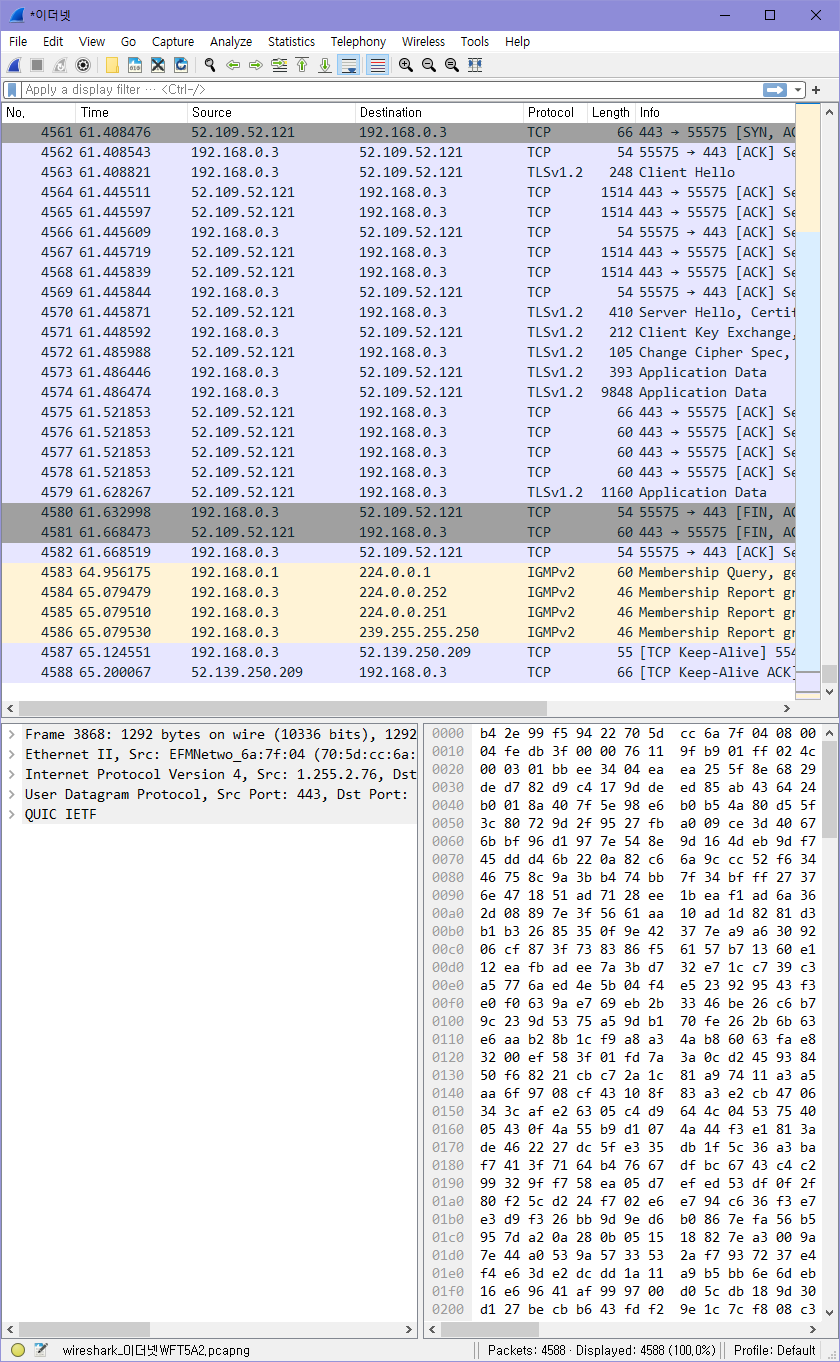 *이더넷
File Edit View Go Capture Analyze Statistics Telephony Wireless Tools Help
Apply a display filter … <Ctrl-/>
No. Time Source Destination Protocol Length Info
4561 61.408476 52.109.52.121 192.168.0.3 TCP 66 443 → 55575 [SYN, AC
4562 61.408543 192.168.0.3 52.109.52.121 TCP 54 55575 → 443 [ACK] Se
4563 61.408821 192.168.0.3 52.109.52.121 TLSv1.2 248 Client Hello
4564 61.445511 52.109.52.121 192.168.0.3 TCP 1514 443 → 55575 [ACK] Se
4565 61.445597 52.109.52.121 192.168.0.3 TCP 1514 443 → 55575 [ACK] Se
4566 61.445609 192.168.0.3 52.109.52.121 TCP 54 55575 → 443 [ACK] Se
4567 61.445719 52.109.52.121 192.168.0.3 TCP 1514 443 → 55575 [ACK] Se
4568 61.445839 52.109.52.121 192.168.0.3 TCP 1514 443 → 55575 [ACK] Se
4569 61.445844 192.168.0.3 52.109.52.121 TCP 54 55575 → 443 [ACK] Se
4570 61.445871 52.109.52.121 192.168.0.3 TLSv1.2 410 Server Hello, Certif
4571 61.448592 192.168.0.3 52.109.52.121 TLSv1.2 212 Client Key Exchange,
4572 61.485988 52.109.52.121 192.168.0.3 TLSv1.2 105 Change Cipher Spec,
4573 61.486446 192.168.0.3 52.109.52.121 TLSv1.2 393 Application Data
4574 61.486474 192.168.0.3 52.109.52.121 TLSv1.2 9848 Application Data
4575 61.521853 52.109.52.121 192.168.0.3 TCP 66 443 → 55575 [ACK] Se
4576 61.521853 52.109.52.121 192.168.0.3 TCP 60 443 → 55575 [ACK] Se
4577 61.521853 52.109.52.121 192.168.0.3 TCP 60 443 → 55575 [ACK] Se
4578 61.521853 52.109.52.121 192.168.0.3 TCP 60 443 → 55575 [ACK] Se
4579 61.628267 52.109.52.121 192.168.0.3 TLSv1.2 1160 Application Data
4580 61.632998 192.168.0.3 52.109.52.121 TCP 54 55575 → 443 [FIN, AC
4581 61.668473 52.109.52.121 192.168.0.3 TCP 60 443 → 55575 [FIN, AC
4582 61.668519 192.168.0.3 52.109.52.121 TCP 54 55575 → 443 [ACK] Se
4583 64.956175 192.168.0.1 224.0.0.1 IGMPv2 60 Membership Query, ge
4584 65.079479 192.168.0.3 224.0.0.252 IGMPv2 46 Membership Report gr
4585 65.079510 192.168.0.3 224.0.0.251 IGMPv2 46 Membership Report gr
4586 65.079530 192.168.0.3 239.255.255.250 IGMPv2 46 Membership Report gr
4587 65.124551 192.168.0.3 52.139.250.209 TCP 55 [TCP Keep-Alive] 554
4588 65.200067 52.139.250.209 192.168.0.3 TCP 66 [TCP Keep-Alive ACK]
Frame 3868: 1292 bytes on wire (10336 bits), 1292
Ethernet II, Src: EFMNetwo_6a:7f:04 (70:5d:cc:6a:
Internet Protocol Version 4, Src: 1.255.2.76, Dst
User Datagram Protocol, Src Port: 443, Dst Port:
QUIC IETF
0000 b4 2e 99 f5 94 22 70 5d cc 6a 7f 04 08 00
0010 04 fe db 3f 00 00 76 11 9f b9 01 ff 02 4c
0020 00 03 01 bb ee 34 04 ea ea 25 5f 8e 68 29
0030 de d7 82 d9 c4 17 9d de ed 85 ab 43 64 24
0040 b0 01 8a 40 7f 5e 98 e6 b0 b5 4a 80 d5 5f
0050 3c 80 72 9d 2f 95 27 fb a0 09 ce 3d 40 67
0060 6b bf 96 d1 97 7e 54 8e 9d 16 4d eb 9d f7
0070 45 dd d4 6b 22 0a 82 c6 6a 9c cc 52 f6 34
0080 46 75 8c 9a 3b b4 74 bb 7f 34 bf ff 27 37
0090 6e 47 18 51 ad 71 28 ee 1b ea f1 ad 6a 36
00a0 2d 08 89 7e 3f 56 61 aa 10 ad 1d 82 81 d3
00b0 b1 b3 26 85 35 0f 9e 42 37 7e a9 a6 30 92
00c0 06 cf 87 3f 73 83 86 f5 61 57 b7 13 60 e1
00d0 12 ea fb ad ee 7a 3b d7 32 e7 1c c7 39 c3
00e0 a5 77 6a ed 4e 5b 04 f4 e5 23 92 95 43 f3
00f0 e0 f0 63 9a e7 69 eb 2b 33 46 be 26 c6 b7
0100 9c 23 9d 53 75 a5 9d b1 70 fe 26 2b 6b 63
0110 e6 aa b2 8b 1c f9 a8 a3 4a b8 60 63 fa e8
0120 32 00 ef 58 3f 01 fd 7a 3a 0c d2 45 93 84
0130 50 f6 82 21 cb c7 2a 1c 81 a9 74 11 a3 a5
0140 aa 6f 97 08 cf 43 10 8f 83 a3 e2 cb 47 06
0150 34 3c af e2 63 05 c4 d9 64 4c 04 53 75 40
0160 05 43 0f 4a 55 b9 d1 07 4a 44 f3 e1 81 3a
0170 de 46 22 27 dc 5f e3 35 db 1f 5c 36 a3 ba
0180 f7 41 3f 71 64 b4 76 67 df bc 67 43 c4 c2
0190 99 32 9f f7 58 ea 05 d7 ef ed 53 df 0f 2f
01a0 80 f2 5c d2 24 f7 02 e6 e7 94 c6 36 f3 e7
01b0 e3 d9 f3 26 bb 9d 9e d6 b0 86 7e fa 56 b5
01c0 95 7d a2 0a 28 0b 05 15 18 82 7e a3 00 9a
01d0 7e 44 a0 53 9a 57 33 53 2a f7 93 72 37 e4
01e0 f4 e6 3d e2 dc dd 1a 11 a9 b5 bb 6e 6d eb
01f0 16 e6 96 41 af 99 97 00 d0 5c db 18 9d 30
0200 d1 27 be cb b6 43 fd f2 9e 1c 7c f8 08 c3
wireshark_이더넷WFT5A2.pcapng
Packets: 4588 · Displayed: 4588 (100,0%)
Profile: Default